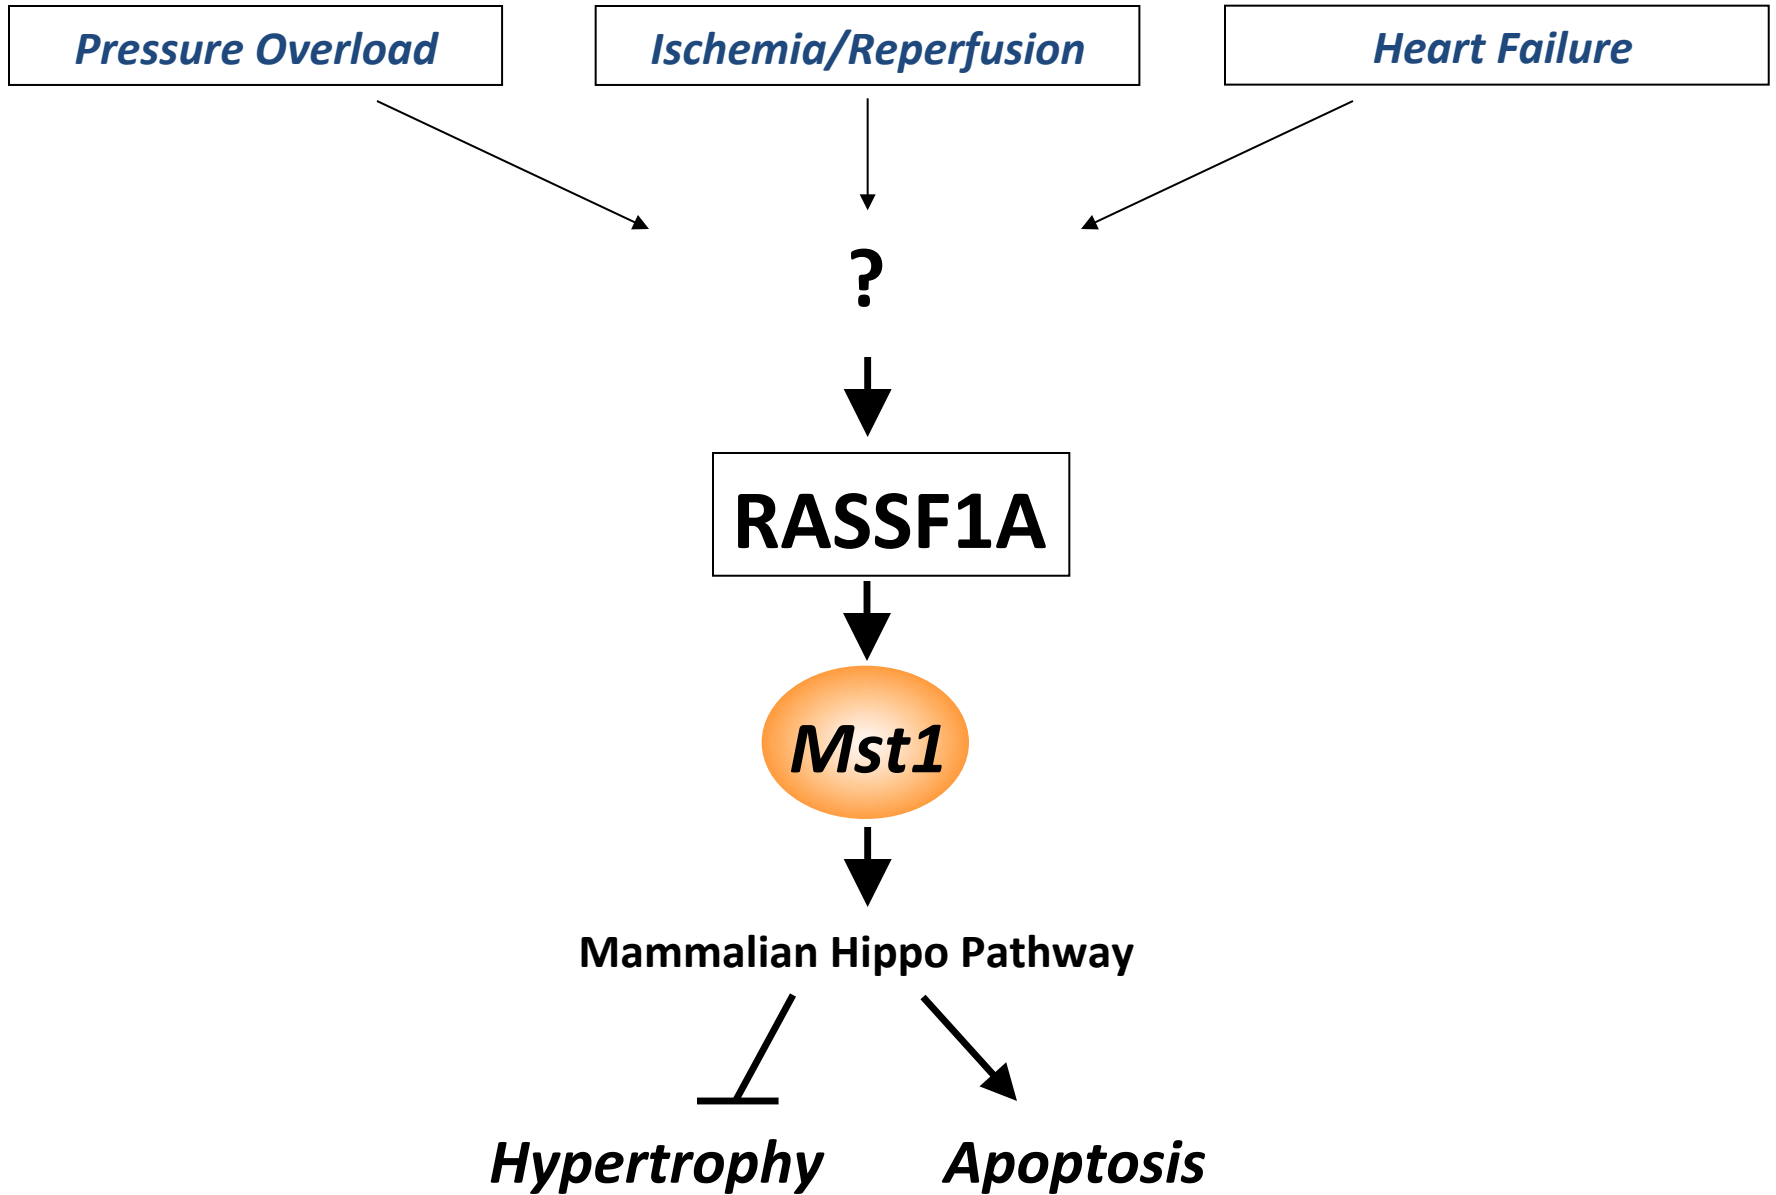 Pressure Overload
Ischemia/Reperfusion
Heart Failure
?
RASSF1A
Mst1
Mammalian Hippo Pathway
Hypertrophy
Apoptosis